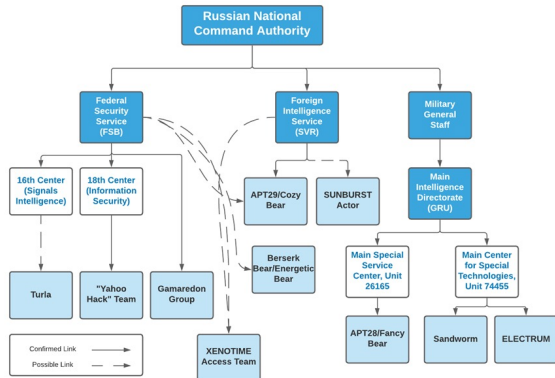 Russian National
Command Authority
Federal
Security
Service
(FSB)
Foreign
Intelligence
Service
(SVR)
Military
General
Staff
16th Center
(Signals
Intelligence)
18th Center
(Information
Security)
APT29/Cozy
Bear
SUNBURST
Actor
Main
Intelligence
Directorate
(GRU)
Main Special
Service
Center, Unit
26165
Main Center
for Special
Technologies,
Unit 74455
Turla
"Yahoo
Hack" Team
Gamaredon
Group
Berserk
Bear/Energetic
Bear
APT28/Fancy
Bear
Sandworm
ELECTRUM
XENOTIME
Access Team
Confirmed Link
Possible Link